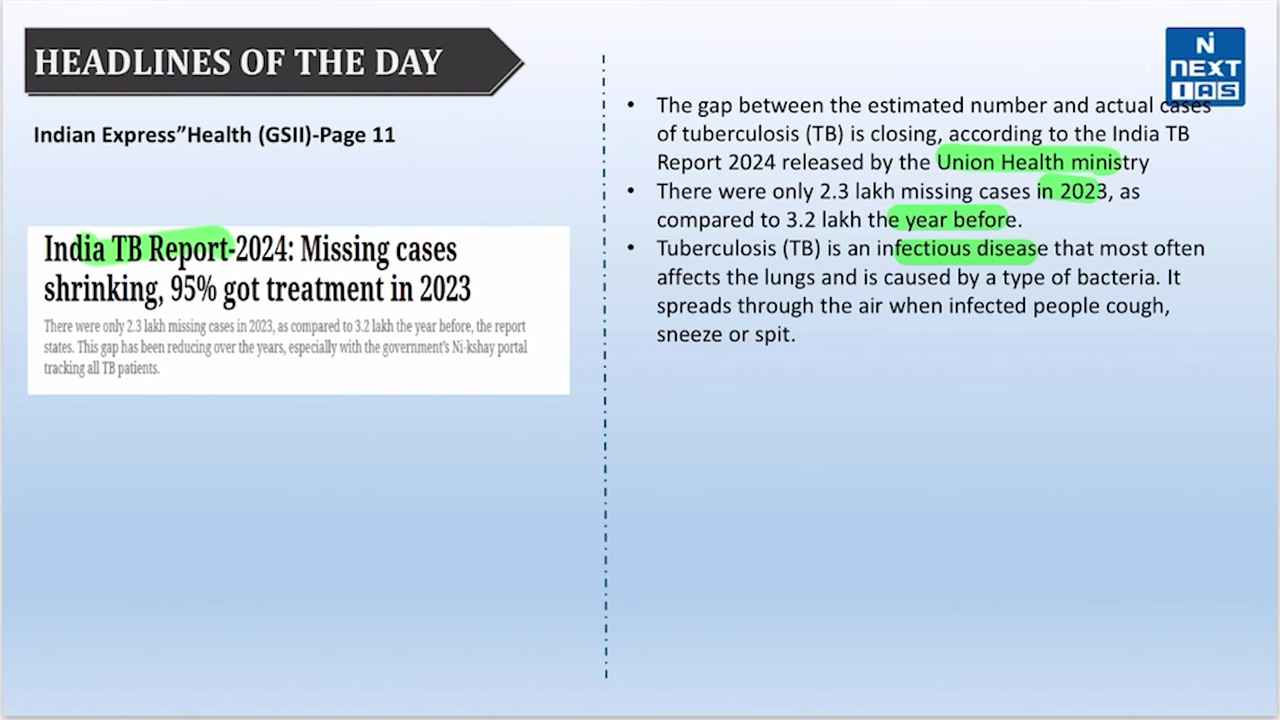 HEADLINES OF THE DAY
Indian Express”Health (GSII)-Page 11
India TB Report-2024: Missing cases
shrinking, 95% got treatment in 2023
There were only 2.3 lakh missing cases in 2023, as compared to 3.2 lakh the year before, the report
states. This gap has been reducing over the years, especially with the government's Ni-kshay portal
tracking all TB patients.
N
NEXT
IAS
• The gap between the estimated number and actual cases
of tuberculosis (TB) is closing, according to the India TB
Report 2024 released by the Union Health ministry
• There were only 2.3 lakh missing cases in 2023, as
compared to 3.2 lakh the year before.
• Tuberculosis (TB) is an infectious disease that most often
affects the lungs and is caused by a type of bacteria. It
spreads through the air when infected people cough,
sneeze or spit.